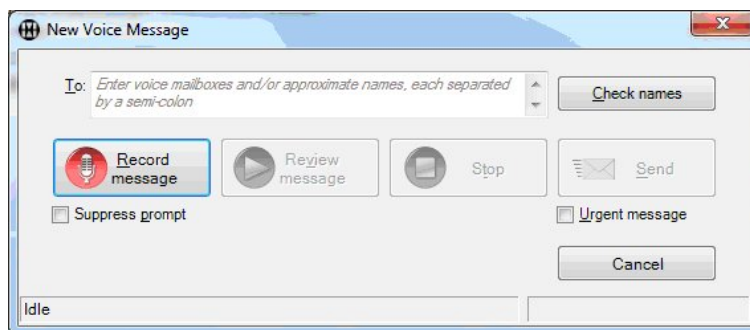 New Voice Message
To: Enter voice mailboxes and/or approximate names, each separated
by a semi-colon
Check names
Record
message
Review
message
Stop
Send
Suppress prompt
Urgent message
Cancel
Idle